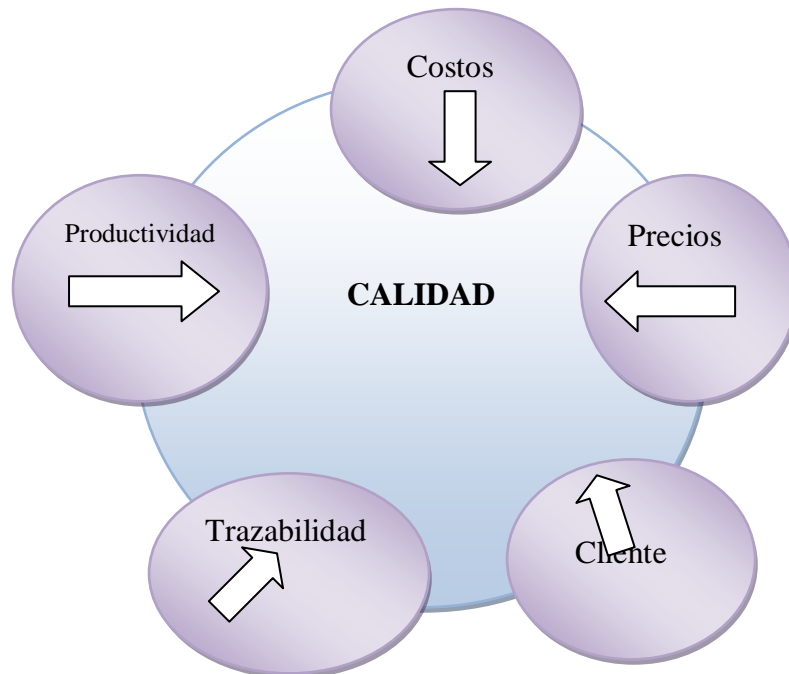 Costos
Productividad
Precios
CALIDAD
Trazabilidad
Cliente